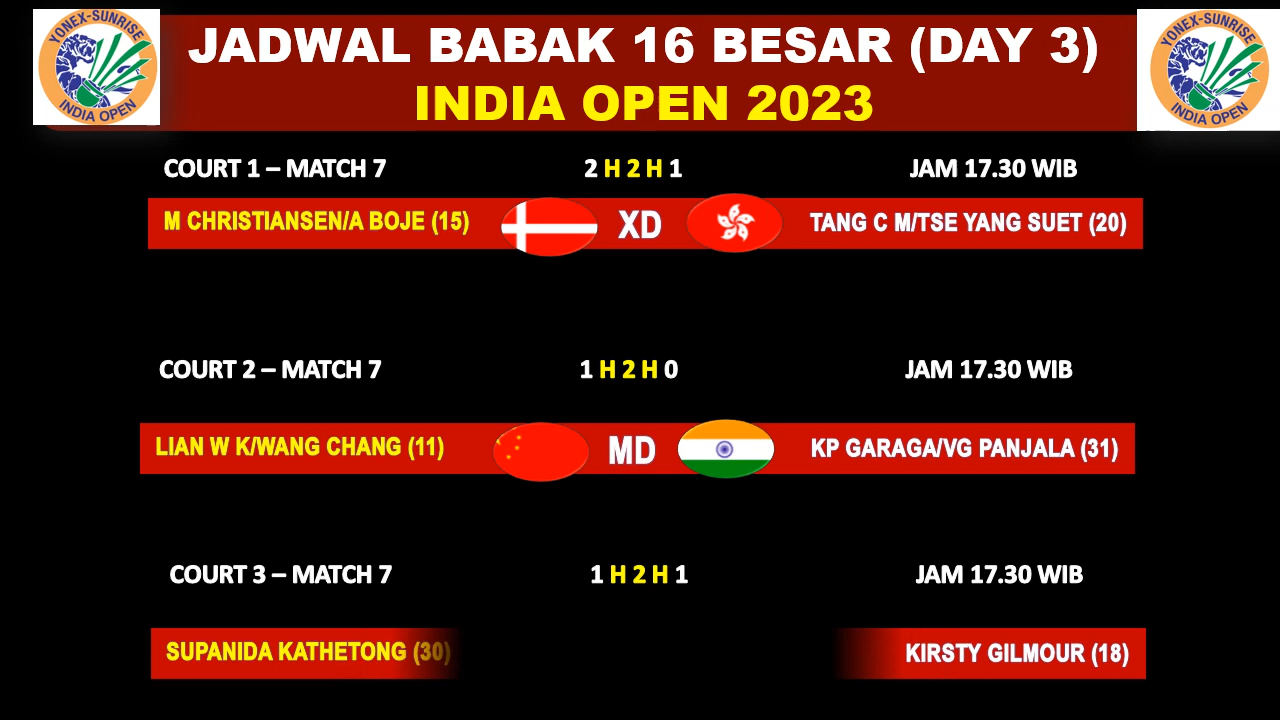 YONEX-SUNRISE
INDIA OPEN
JADWAL BABAK 16 BESAR (DAY 3)
INDIA OPEN 2023
YONEX-SUNRISE
INDIA OPEN
COURT 1 – MATCH 7 2 H 2 H 1 JAM 17.30 WIB
M CHRISTIANSEN/A BOJE (15) XD TANG C M/TSE YANG SUET (20)
COURT 2 – MATCH 7 1 H 2 H 0 JAM 17.30 WIB
LIAN W K/WANG CHANG (11) MD KP GARAGA/VG PANJALA (31)
COURT 3 – MATCH 7 1 H 2 H 1 JAM 17.30 WIB
SUPANIDA KATHETONG (30) KIRSTY GILMOUR (18)